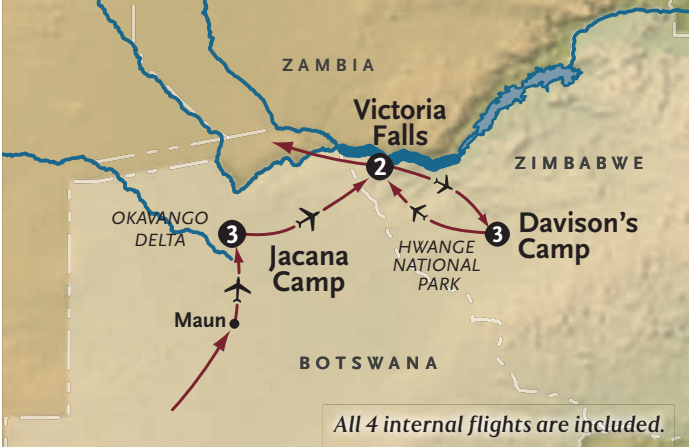 ZAMBIA
Victoria
Falls
2
ZIMBABWE
OKAVANGO
DELTA
3
Jacana
Camp
3
Davison's
Camp
HWANGE
NATIONAL
PARK
Maun
BOTSWANA
All 4 internal flights are included.